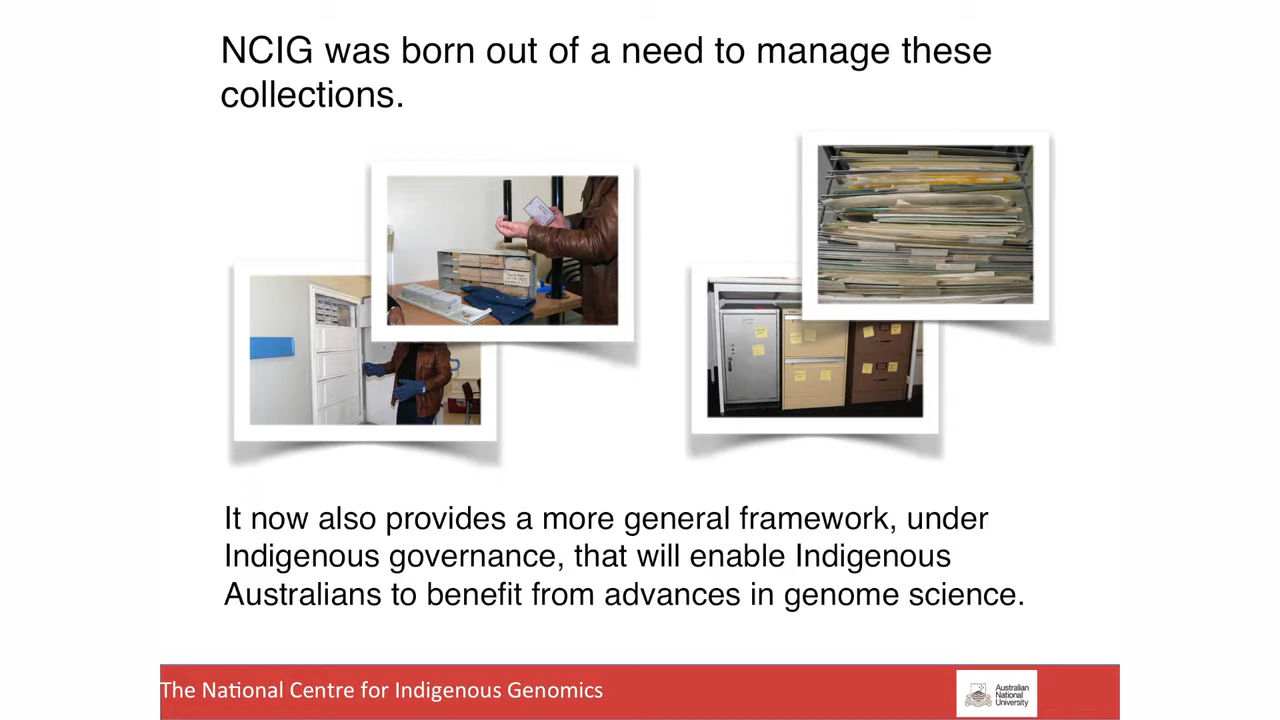 NCIG was born out of a need to manage these
collections.
It now also provides a more general framework, under
Indigenous governance, that will enable Indigenous
Australians to benefit from advances in genome science.
The National Centre for Indigenous Genomics
Australian
National
University